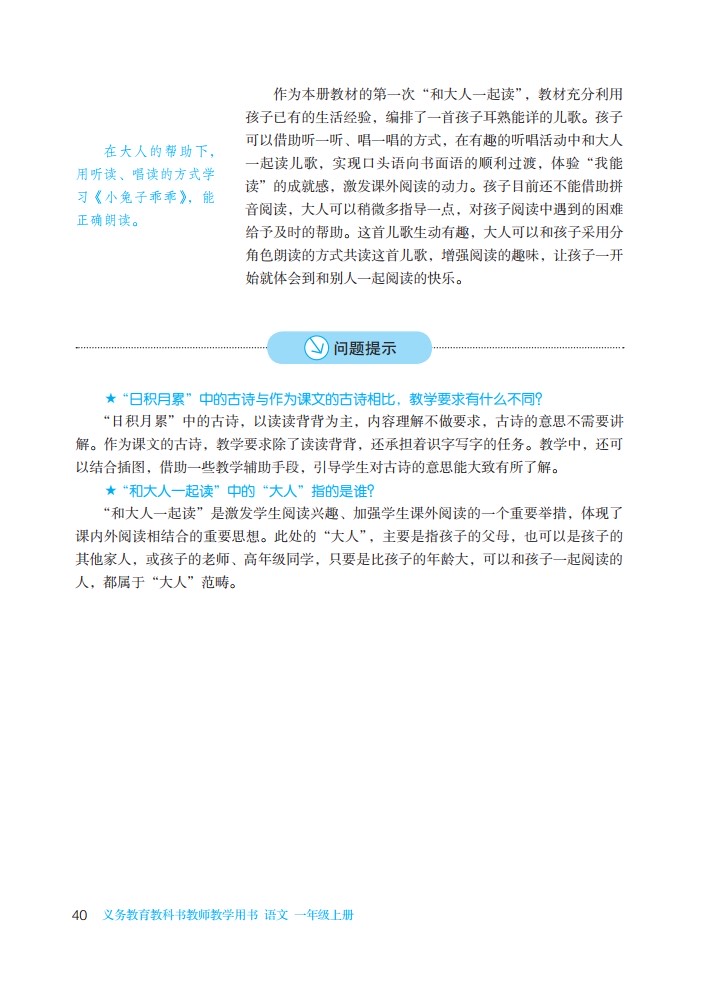 在大人的帮助下，
用听读、唱读的方式学
习《小兔子乖乖》，能
正确朗读。
作为本册教材的第一次“和大人一起读”，教材充分利用
孩子已有的生活经验，编排了一首孩子耳熟能详的儿歌。孩子
可以借助听一听、唱一唱的方式，在有趣的听唱活动中和大人
一起读儿歌，实现口头语向书面语的顺利过渡，体验“我能
读”的成就感，激发课外阅读的动力。孩子目前还不能借助拼
音阅读，大人可以稍微多指导一点，对孩子阅读中遇到的困难
给予及时的帮助。这首儿歌生动有趣，大人可以和孩子采用分
角色朗读的方式共读这首儿歌，增强阅读的趣味，让孩子一开
始就体会到和别人一起阅读的快乐。
问题提示
★“日积月累”中的古诗与作为课文的古诗相比，教学要求有什么不同？
“日积月累”中的古诗，以读读背背为主，内容理解不做要求，古诗的意思不需要讲
解。作为课文的古诗，教学要求除了读读背背，还承担着识字写字的任务。教学中，还可
以结合插图，借助一些教学辅助手段，引导学生对古诗的意思能大致有所了解。
★“和大人一起读”中的“大人”指的是谁？
“和大人一起读”是激发学生阅读兴趣、加强学生课外阅读的一个重要举措，体现了
课内外阅读相结合的重要思想。此处的“大人”，主要是指孩子的父母，也可以是孩子的
其他家人，或孩子的老师、高年级同学，只要是比孩子的年龄大，可以和孩子一起阅读的
人，都属于“大人”范畴。
40 义务教育教科书教师教学用书 语文 一年级上册